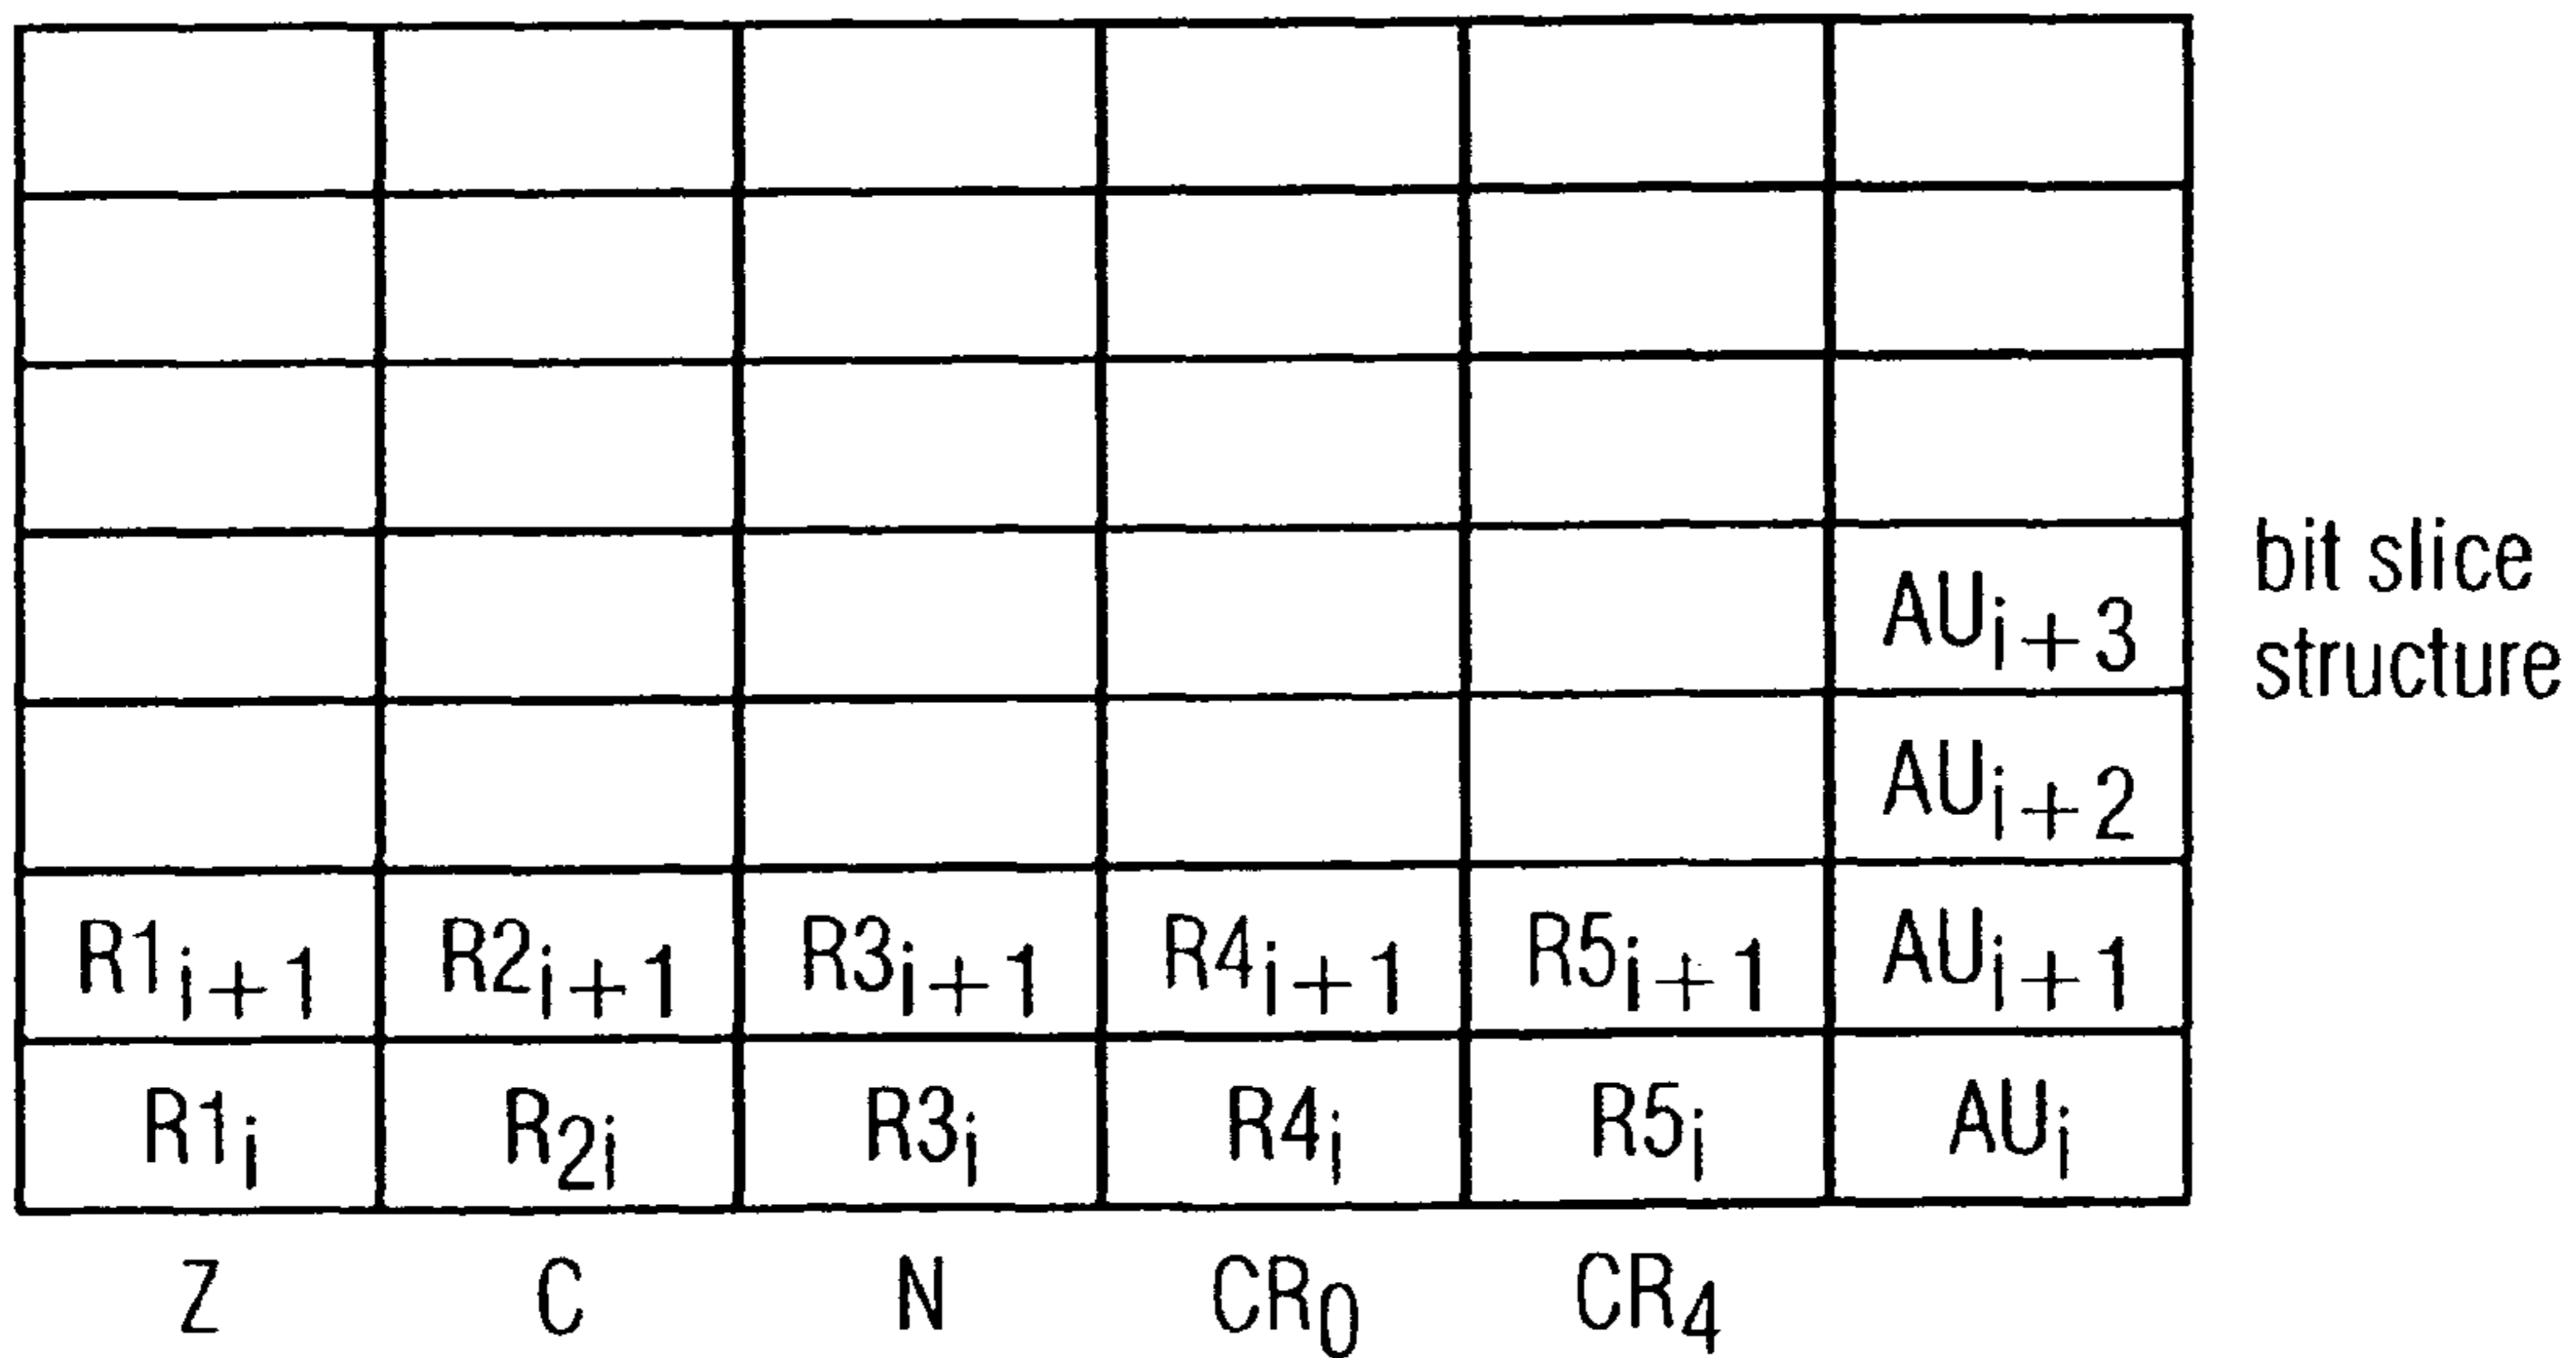 bit slice
structure
AUi+3
AUi+2
R1i+1 R2i+1 R3i+1 R4i+1 R5i+1 AUi+1
R1i R2i R3i R4i R5i AUi
Z C N CR0 CR4